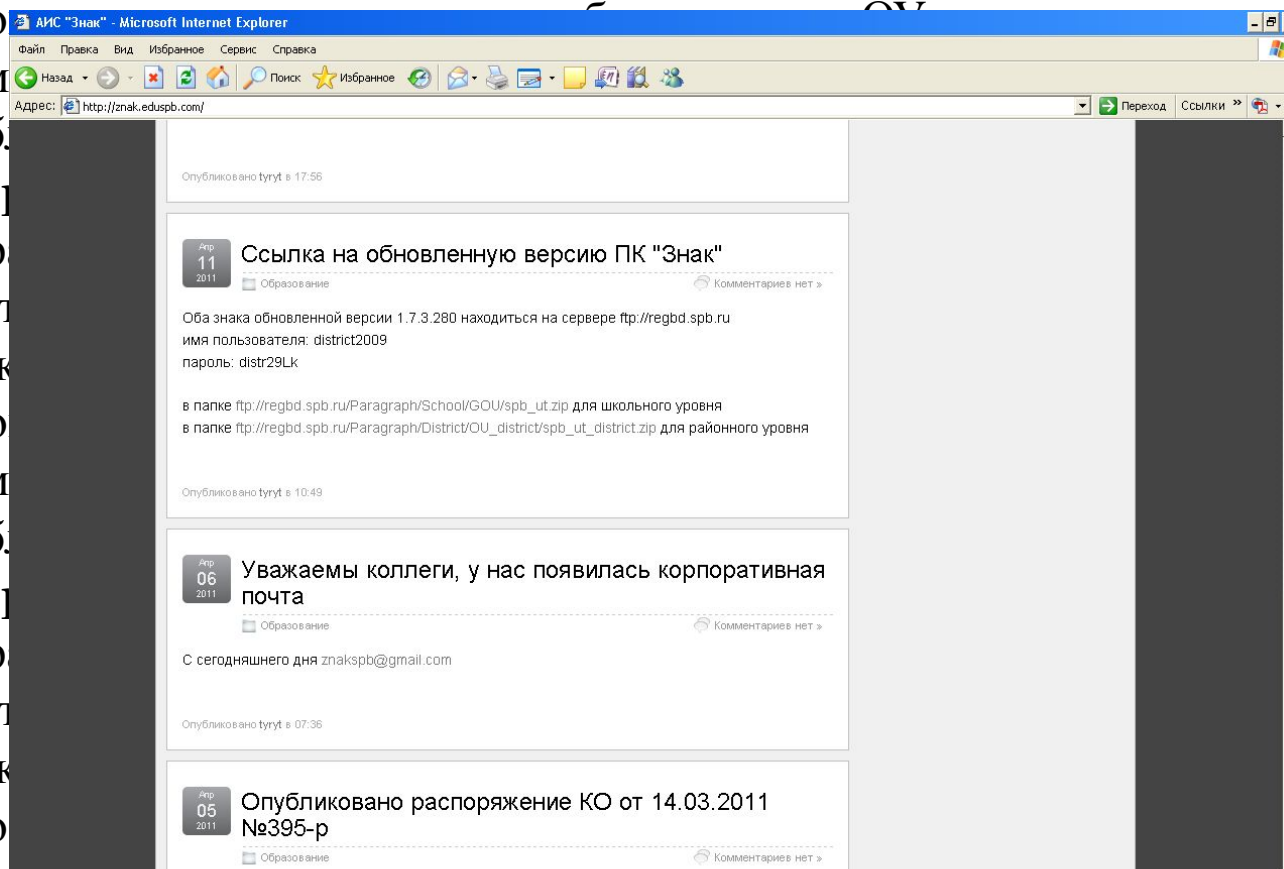 ОУ
АИС "Знак" - Microsoft Internet Explorer
Файл Правка Вид Избранное Сервис Справка
Назад Поиск Избранное
Адрес: http://znak.eduspb.com/ Переход Ссылки »
Опубликовано tyryt в 17:56
Апр
11
2011
Ссылка на обновленную версию ПК "Знак"
Образование Комментариев нет »
Оба знака обновленной версии 1.7.3.280 находиться на сервере ftp://regbd.spb.ru
имя пользователя: district2009
пароль: distr29Lk
в папке ftp://regbd.spb.ru/Paragraph/School/GOU/spb_ut.zip для школьного уровня
в папке ftp://regbd.spb.ru/Paragraph/District/OU_district/spb_ut_district.zip для районного уровня
Опубликовано tyryt в 10:49
Апр
06
2011
Уважаемы коллеги, у нас появилась корпоративная
почта
Образование Комментариев нет »
С сегодняшнего дня znakspb@gmail.com
Опубликовано tyryt в 07:36
Апр
05
2011
Опубликовано распоряжение КО от 14.03.2011
№395-р
Образование Комментариев нет »